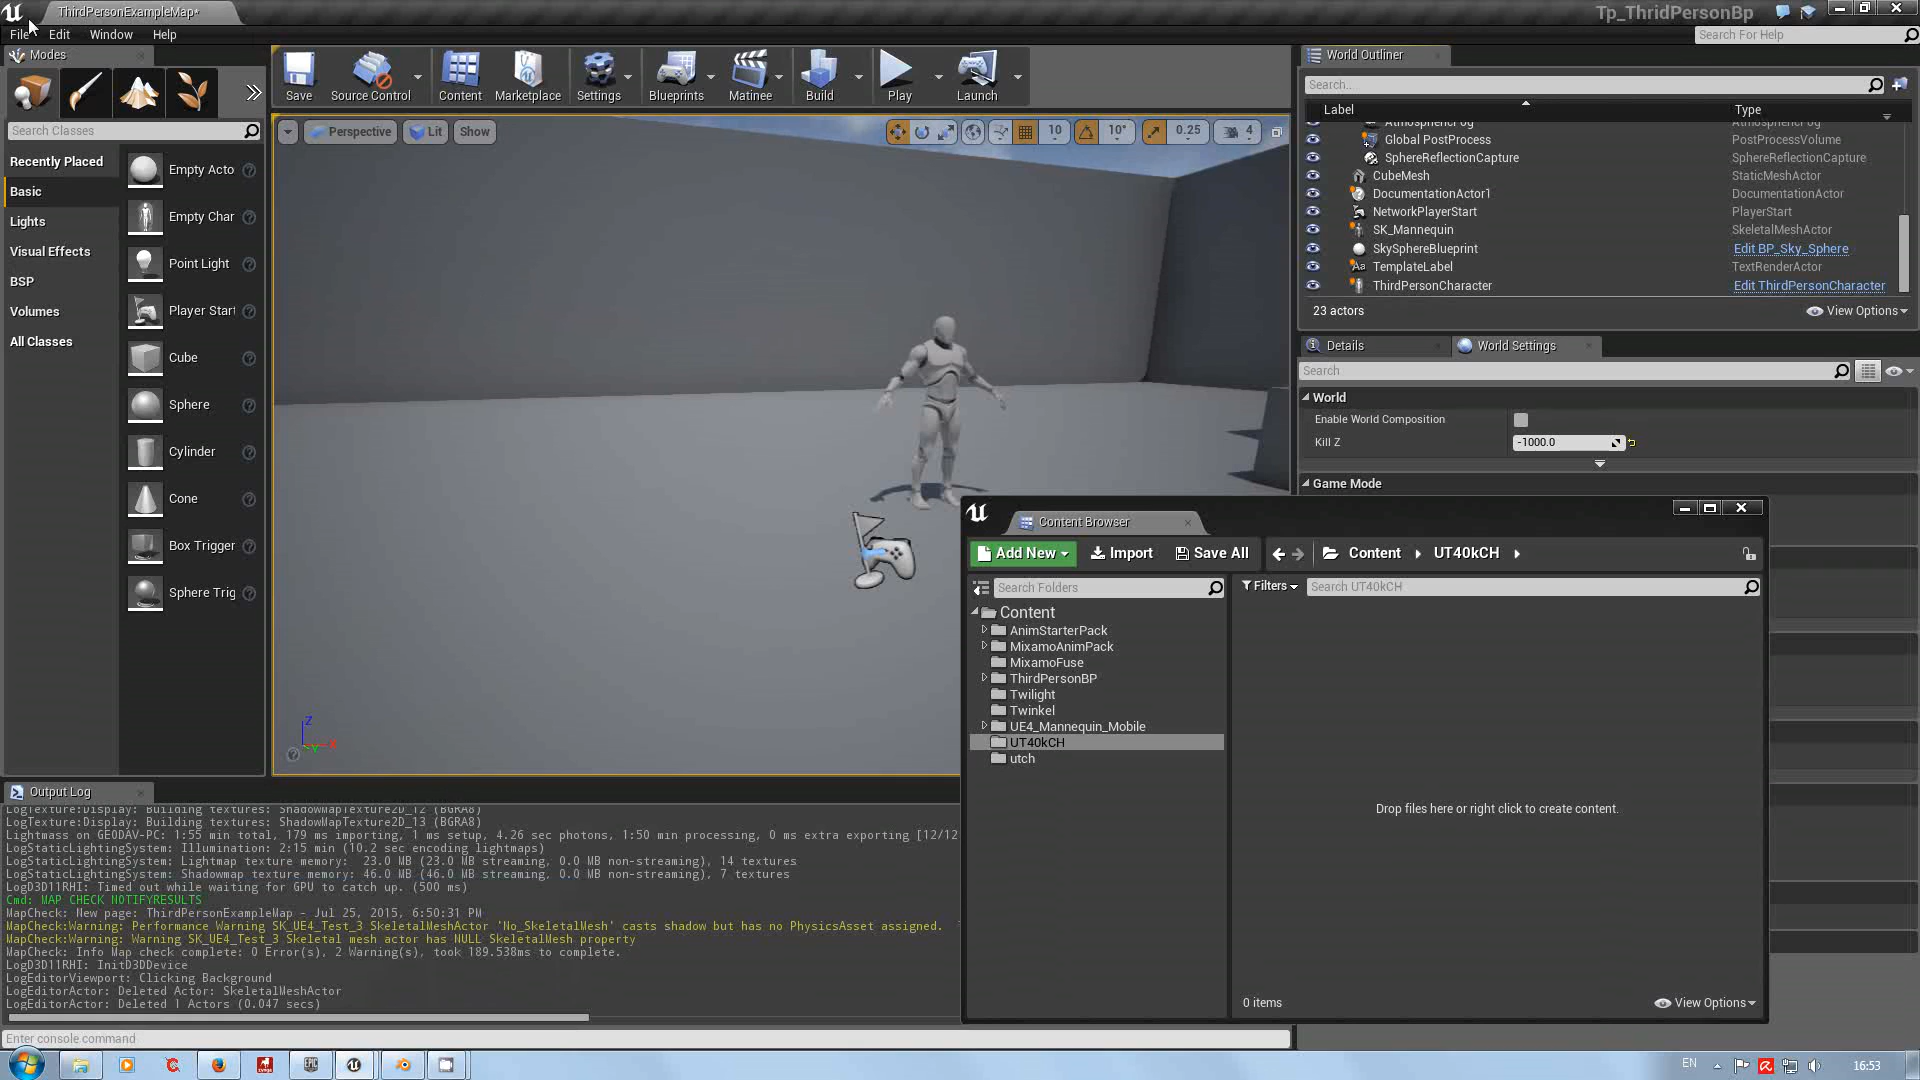 ThirdPersonExampleMap*
Tp_ThridPersonBp
File Edit Window Help
Search For Help
Modes
Save
Source Control
Content
Marketplace
Settings
Blueprints
Matinee
Build
Play
Launch
Search Classes
Recently Placed
Basic
Lights
Visual Effects
BSP
Volumes
All Classes
Empty Acto
Empty Char
Point Light
Player Start
Cube
Sphere
Cylinder
Cone
Box Trigger
Sphere Trig
Perspective
Lit
Show
10
10°
0.25
4
Z
X
World Outliner
Search...
Label Type
AtmosphericFog AtmosphericFog
Global PostProcess PostProcessVolume
SphereReflectionCapture SphereReflectionCapture
CubeMesh StaticMeshActor
DocumentationActor1 DocumentationActor
NetworkPlayerStart PlayerStart
SK_Mannequin SkeletalMeshActor
SkySphereBlueprint Edit BP_Sky_Sphere
TemplateLabel TextRenderActor
ThirdPersonCharacter Edit ThirdPersonCharacter
23 actors
View Options
Details
World Settings
Search
World
Enable World Composition
Kill Z -1000.0
Game Mode
Content Browser
Add New
Import
Save All
Content
UT40kCH
Search Folders
Filters
Search UT40kCH
Content
AnimStarterPack
MixamoAnimPack
MixamoFuse
ThirdPersonBP
Twilight
Twinkel
UE4_Mannequin_Mobile
UT40kCH
utch
Drop files here or right click to create content.
0 items
View Options
Output Log
LogTexture:Display: Building textures: ShadowMapTexture2D_12 (BGRA8)
LogTexture:Display: Building textures: ShadowMapTexture2D_13 (BGRA8)
Lightmass on GEODAV-PC: 1:55 min total, 179 ms importing, 1 ms setup, 4.26 sec photons, 1:50 min processing, 0 ms extra exporting [12/12
LogStaticLightingSystem: Illumination: 2:15 min (10.2 sec encoding lightmaps)
LogStaticLightingSystem: Lightmap texture memory: 23.0 MB (23.0 MB streaming, 0.0 MB non-streaming), 14 textures
LogStaticLightingSystem: Shadowmap texture memory: 46.0 MB (46.0 MB streaming, 0.0 MB non-streaming), 7 textures
LogD3D11RHI: Timed out while waiting for GPU to catch up. (500 ms)
Cmd: MAP CHECK NOTIFYRESULTS
MapCheck: New page: ThirdPersonExampleMap - Jul 25, 2015, 6:50:31 PM
MapCheck:Warning: Performance Warning SK_UE4_Test_3 SkeletalMeshActor 'No_SkeletalMesh' casts shadow but has no PhysicsAsset assigned.
MapCheck:Warning: Warning SK_UE4_Test_3 Skeletal mesh actor has NULL SkeletalMesh property
MapCheck: Info Map check complete: 0 Error(s), 2 Warning(s), took 189.538ms to complete.
LogD3D11RHI: InitD3DDevice
LogEditorViewport: Clicking Background
LogEditorActor: Deleted Actor: SkeletalMeshActor
LogEditorActor: Deleted 1 Actors (0.047 secs)
Enter console command
EN
16:53